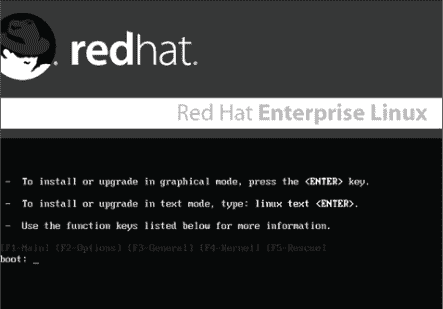 redhat.
Red Hat Enterprise Linux
- To install or upgrade in graphical mode, press the <ENTER> key.
- To install or upgrade in text mode, type: linux text <ENTER>.
- Use the function keys listed below for more information.
[F1-Main] [F2-Options] [F3-General] [F4-Kernel] [F5-Rescue]
boot: _